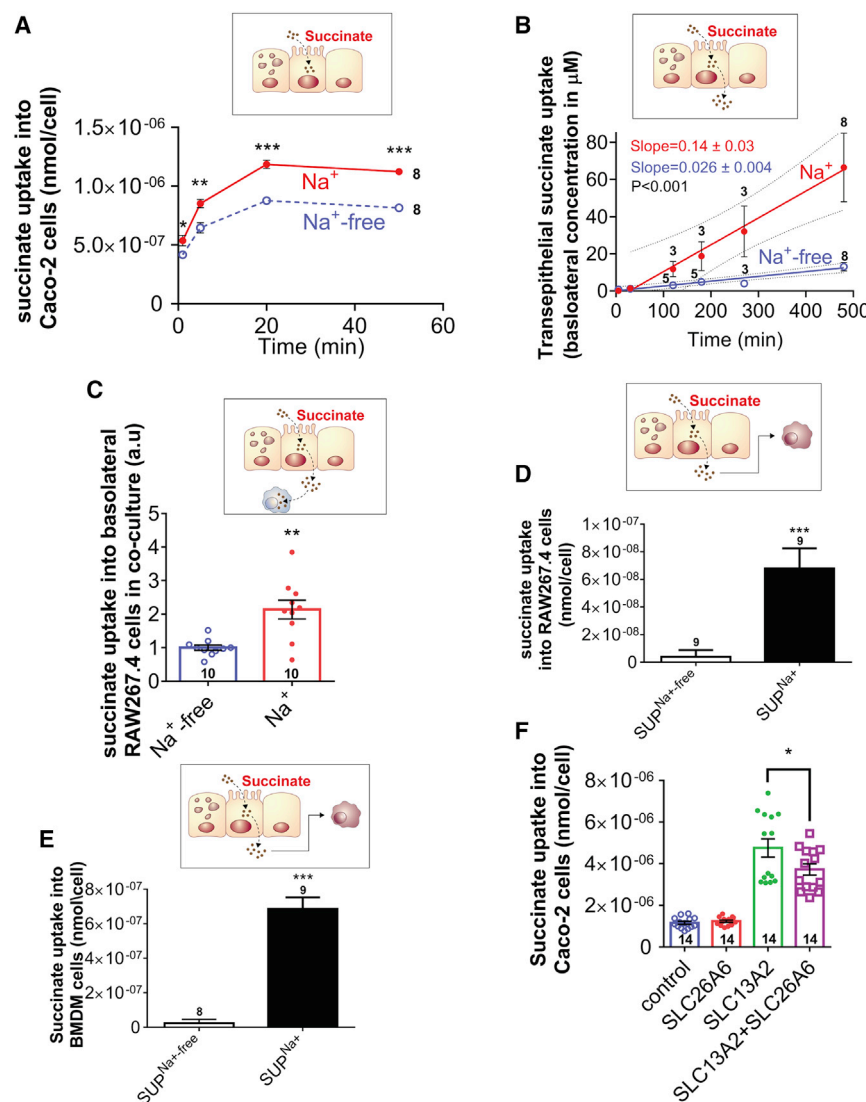 A
Succinate
succinate uptake into
Caco-2 cells (nmol/cell)
1.5×10⁻⁰⁶
1.0×10⁻⁰⁶
5.0×10⁻⁰⁷
0
*
**
***
***
Na⁺
8
Na⁺-free
8
0
20
40
60
Time (min)
B
Succinate
Transepithelial succinate uptake
(basloateral concentration in μM)
80
60
40
20
0
Slope=0.14 ± 0.03
Slope=0.026 ± 0.004
P<0.001
Na⁺
8
3
3
3
Na⁺-free
5
5
3
8
0
100
200
300
400
500
Time (min)
C
Succinate
succinate uptake into basolateral
RAW267.4 cells in co-culture (a.u)
5
4
3
2
1
0
**
10
10
Na⁺-free
Na⁺
Succinate
D
succinate uptake
into RAW267.4 cells
(nmol/cell)
1×10⁻⁰⁷
8×10⁻⁰⁸
6×10⁻⁰⁸
4×10⁻⁰⁸
2×10⁻⁰⁸
0
9
***
9
SUP^Na+-free
SUP^Na+
Succinate
E
Succinate uptake into
BMDM cells (nmol\cell)
8×10⁻⁰⁷
6×10⁻⁰⁷
4×10⁻⁰⁷
2×10⁻⁰⁷
0
8
***
9
SUP^Na+-free
SUP^Na+
F
Succinate upatke into
Caco-2 cells (nmol/cell)
8×10⁻⁰⁶
6×10⁻⁰⁶
4×10⁻⁰⁶
2×10⁻⁰⁶
0
*
14
14
14
14
control
SLC26A6
SLC13A2
SLC13A2+SLC26A6